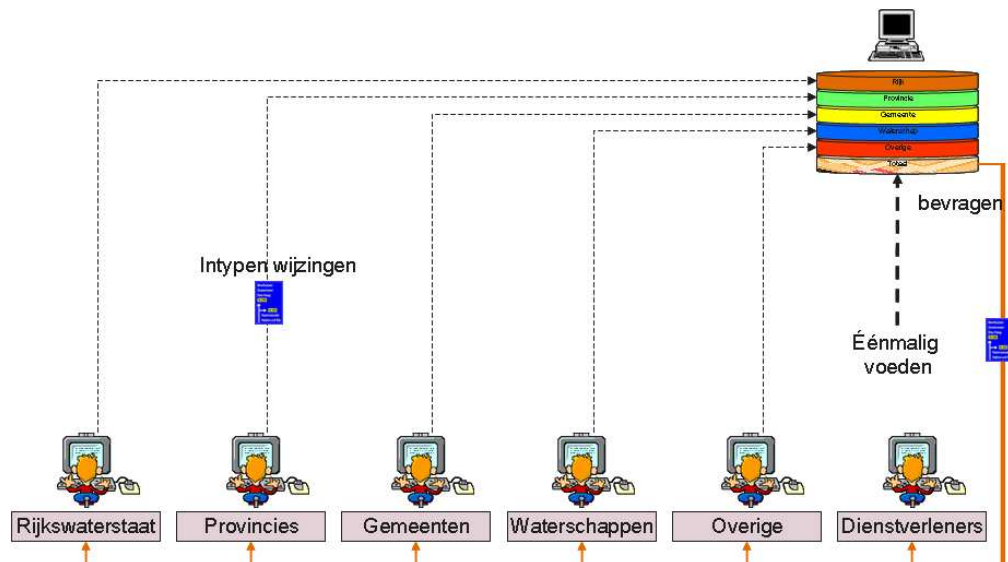 Rijk
Provincie
Gemeente
Waterschap
Overige
Totaal
bevragen
Intypen wijzingen
Éénmalig
voeden
Rijkswaterstaat
Provincies
Gemeenten
Waterschappen
Overige
Dienstverleners